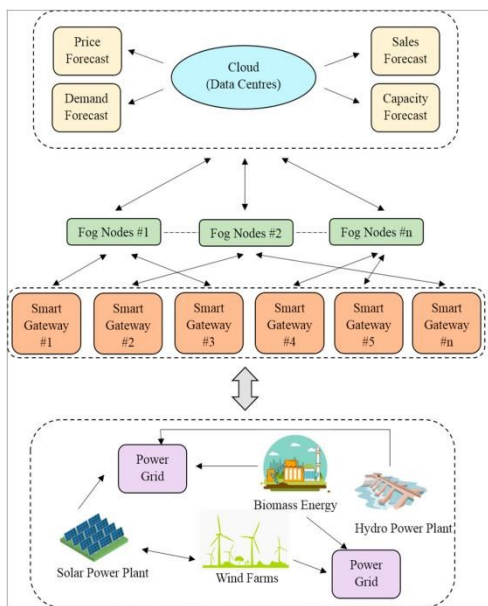 Price
Forecast
Cloud
(Data Centres)
Sales
Forecast
Demand
Forecast
Capacity
Forecast
Fog Nodes #1
Fog Nodes #2
Fog Nodes #n
Smart
Gateway
#1
Smart
Gateway
#2
Smart
Gateway
#3
Smart
Gateway
#4
Smart
Gateway
#5
Smart
Gateway
#n
Power
Grid
Biomass Energy
Hydro Power Plant
Solar Power Plant
Wind Farms
Power
Grid